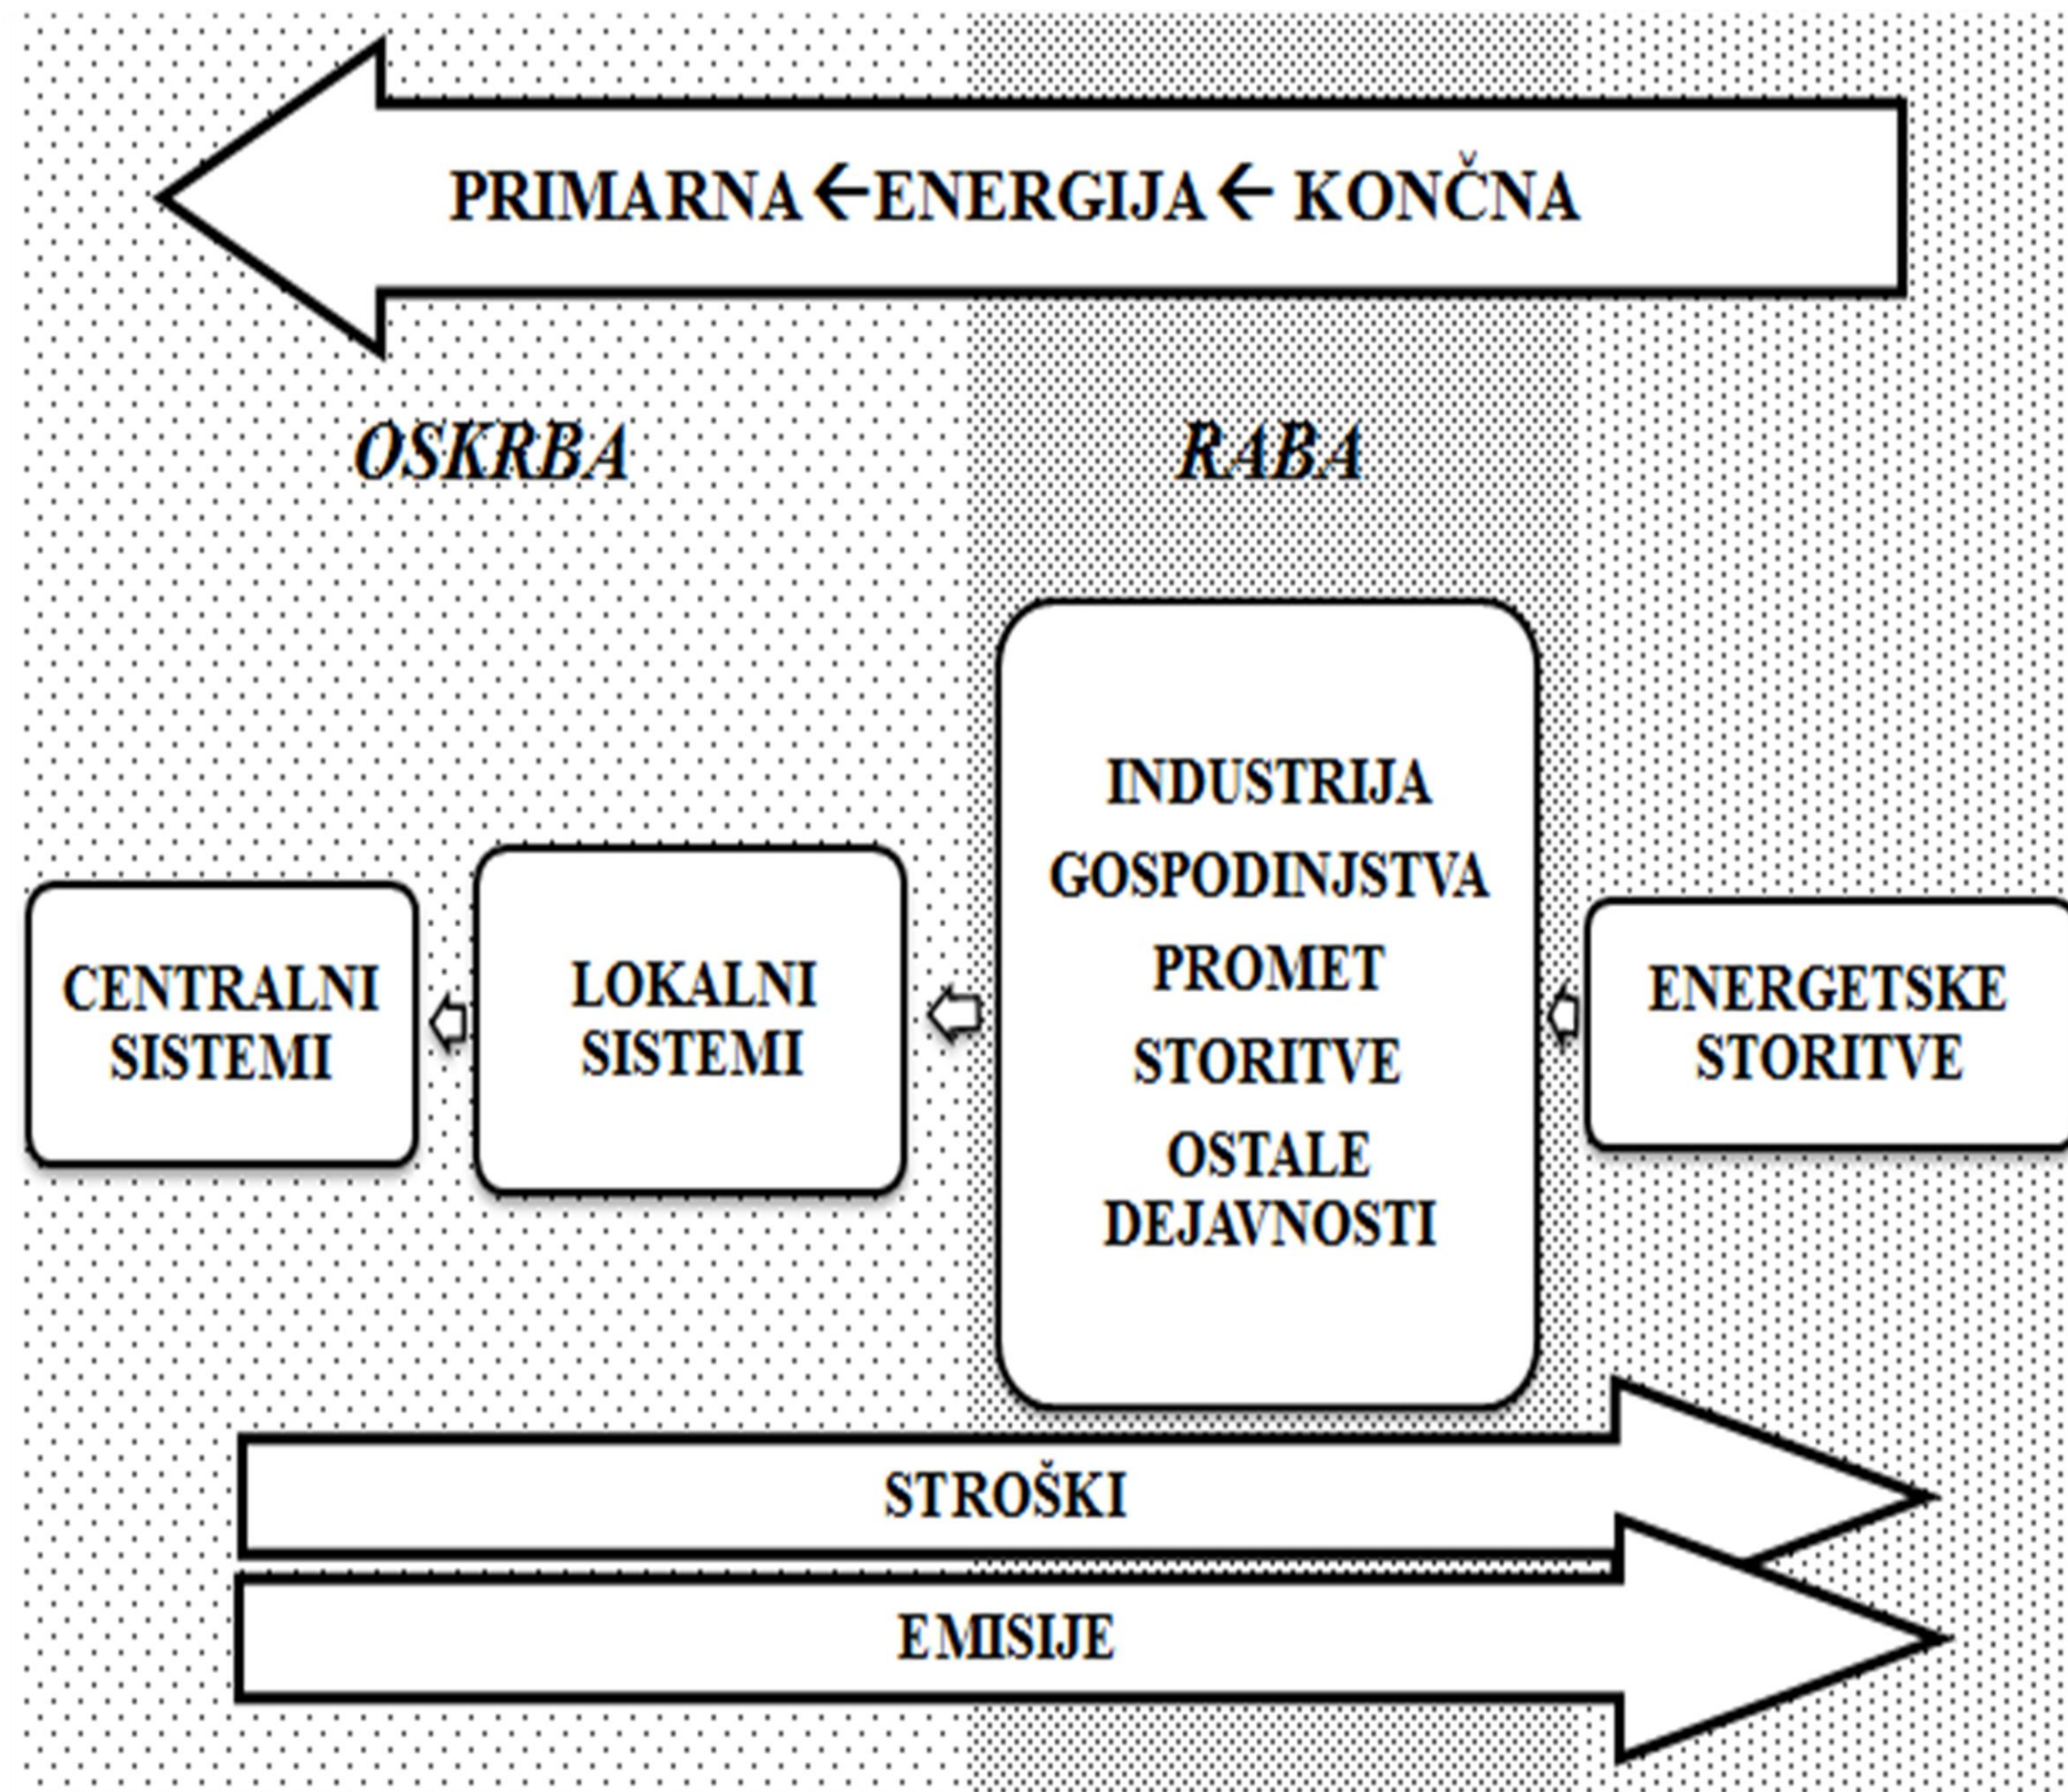 PRIMARNA ← ENERGIJA ← KONČNA
OSKRBA
RABA
CENTRALNI
SISTEMI
LOKALNI
SISTEMI
INDUSTRIJA
GOSPODINJSTVA
PROMET
STORITVE
OSTALE
DEJAVNOSTI
ENERGETSKE
STORITVE
STROŠKI
EMISIJE